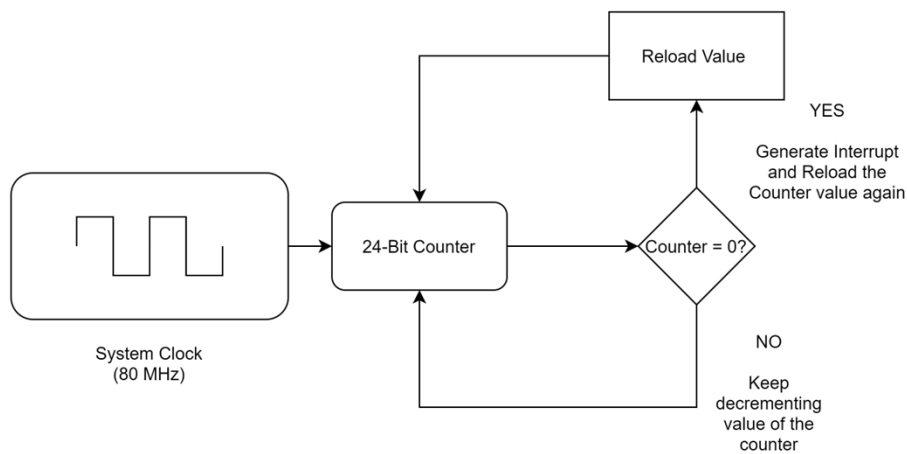 Reload Value
YES
Generate Interrupt
and Reload the
Counter value again
24-Bit Counter
Counter = 0?
System Clock
(80 MHz)
NO
Keep
decrementing
value of the
counter